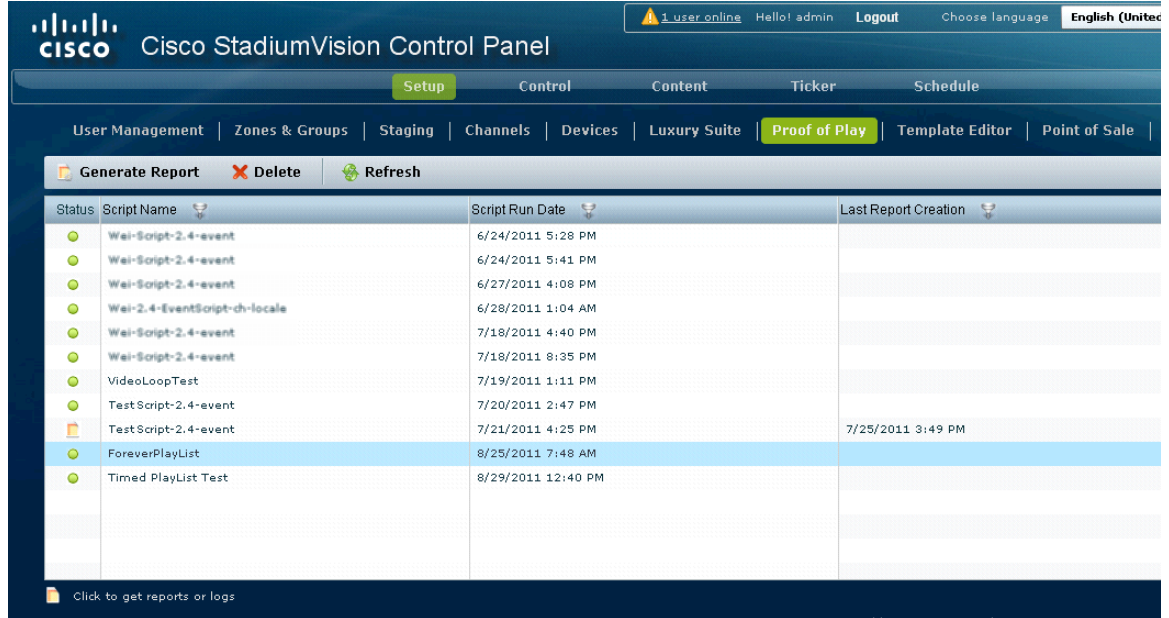 1 user online Hello! admin Logout Choose language English (United
CISCO Cisco StadiumVision Control Panel
Setup Control Content Ticker Schedule
User Management | Zones & Groups | Staging | Channels | Devices | Luxury Suite | Proof of Play | Template Editor | Point of Sale |
Generate Report Delete Refresh
Status Script Name Script Run Date Last Report Creation
Wei-Script-2.4-event 6/24/2011 5:28 PM
Wei-Script-2.4-event 6/24/2011 5:41 PM
Wei-Script-2.4-event 6/27/2011 4:08 PM
Wei-2.4-EventScript-ch-locale 6/28/2011 1:04 AM
Wei-Script-2.4-event 7/18/2011 4:40 PM
Wei-Script-2.4-event 7/18/2011 8:35 PM
VideoLoopTest 7/19/2011 1:11 PM
TestScript-2.4-event 7/20/2011 2:47 PM
TestScript-2.4-event 7/21/2011 4:25 PM 7/25/2011 3:49 PM
ForeverPlayList 8/25/2011 7:48 AM
Timed PlayList Test 8/29/2011 12:40 PM
Click to get reports or logs